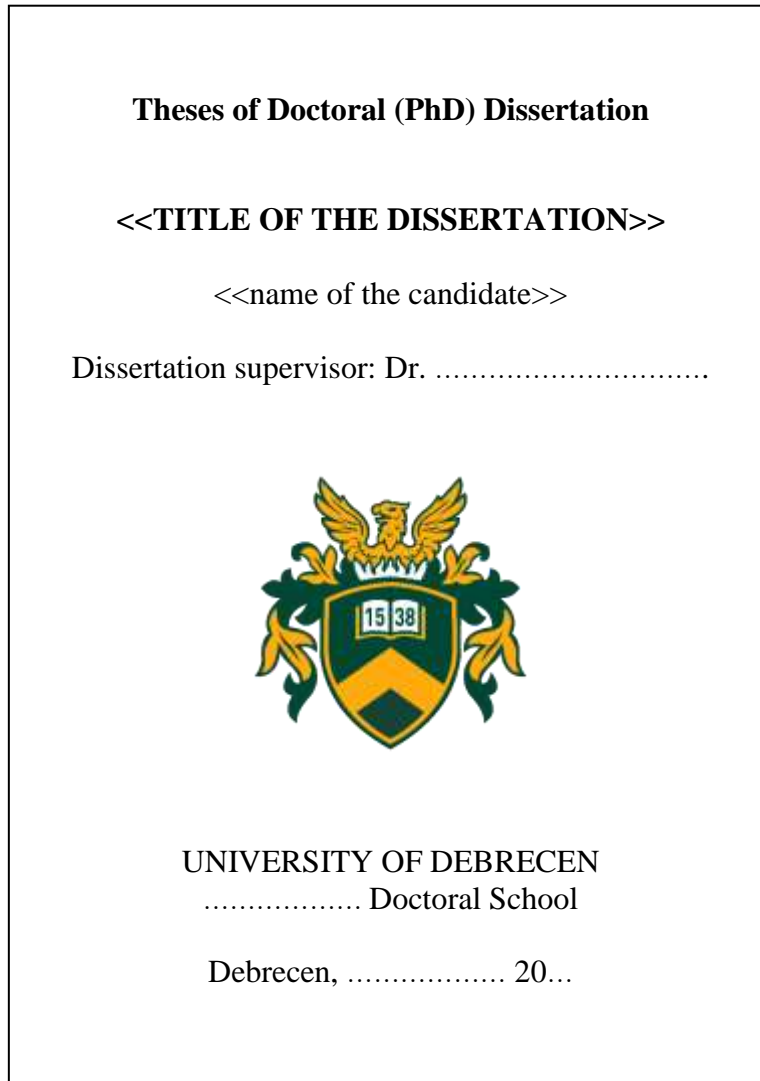 Theses of Doctoral (PhD) Dissertation
<<TITLE OF THE DISSERTATION>>
<<name of the candidate>>
Dissertation supervisor: Dr. ……………………….…
15 38
UNIVERSITY OF DEBRECEN
……………… Doctoral School
Debrecen, ……………… 20…